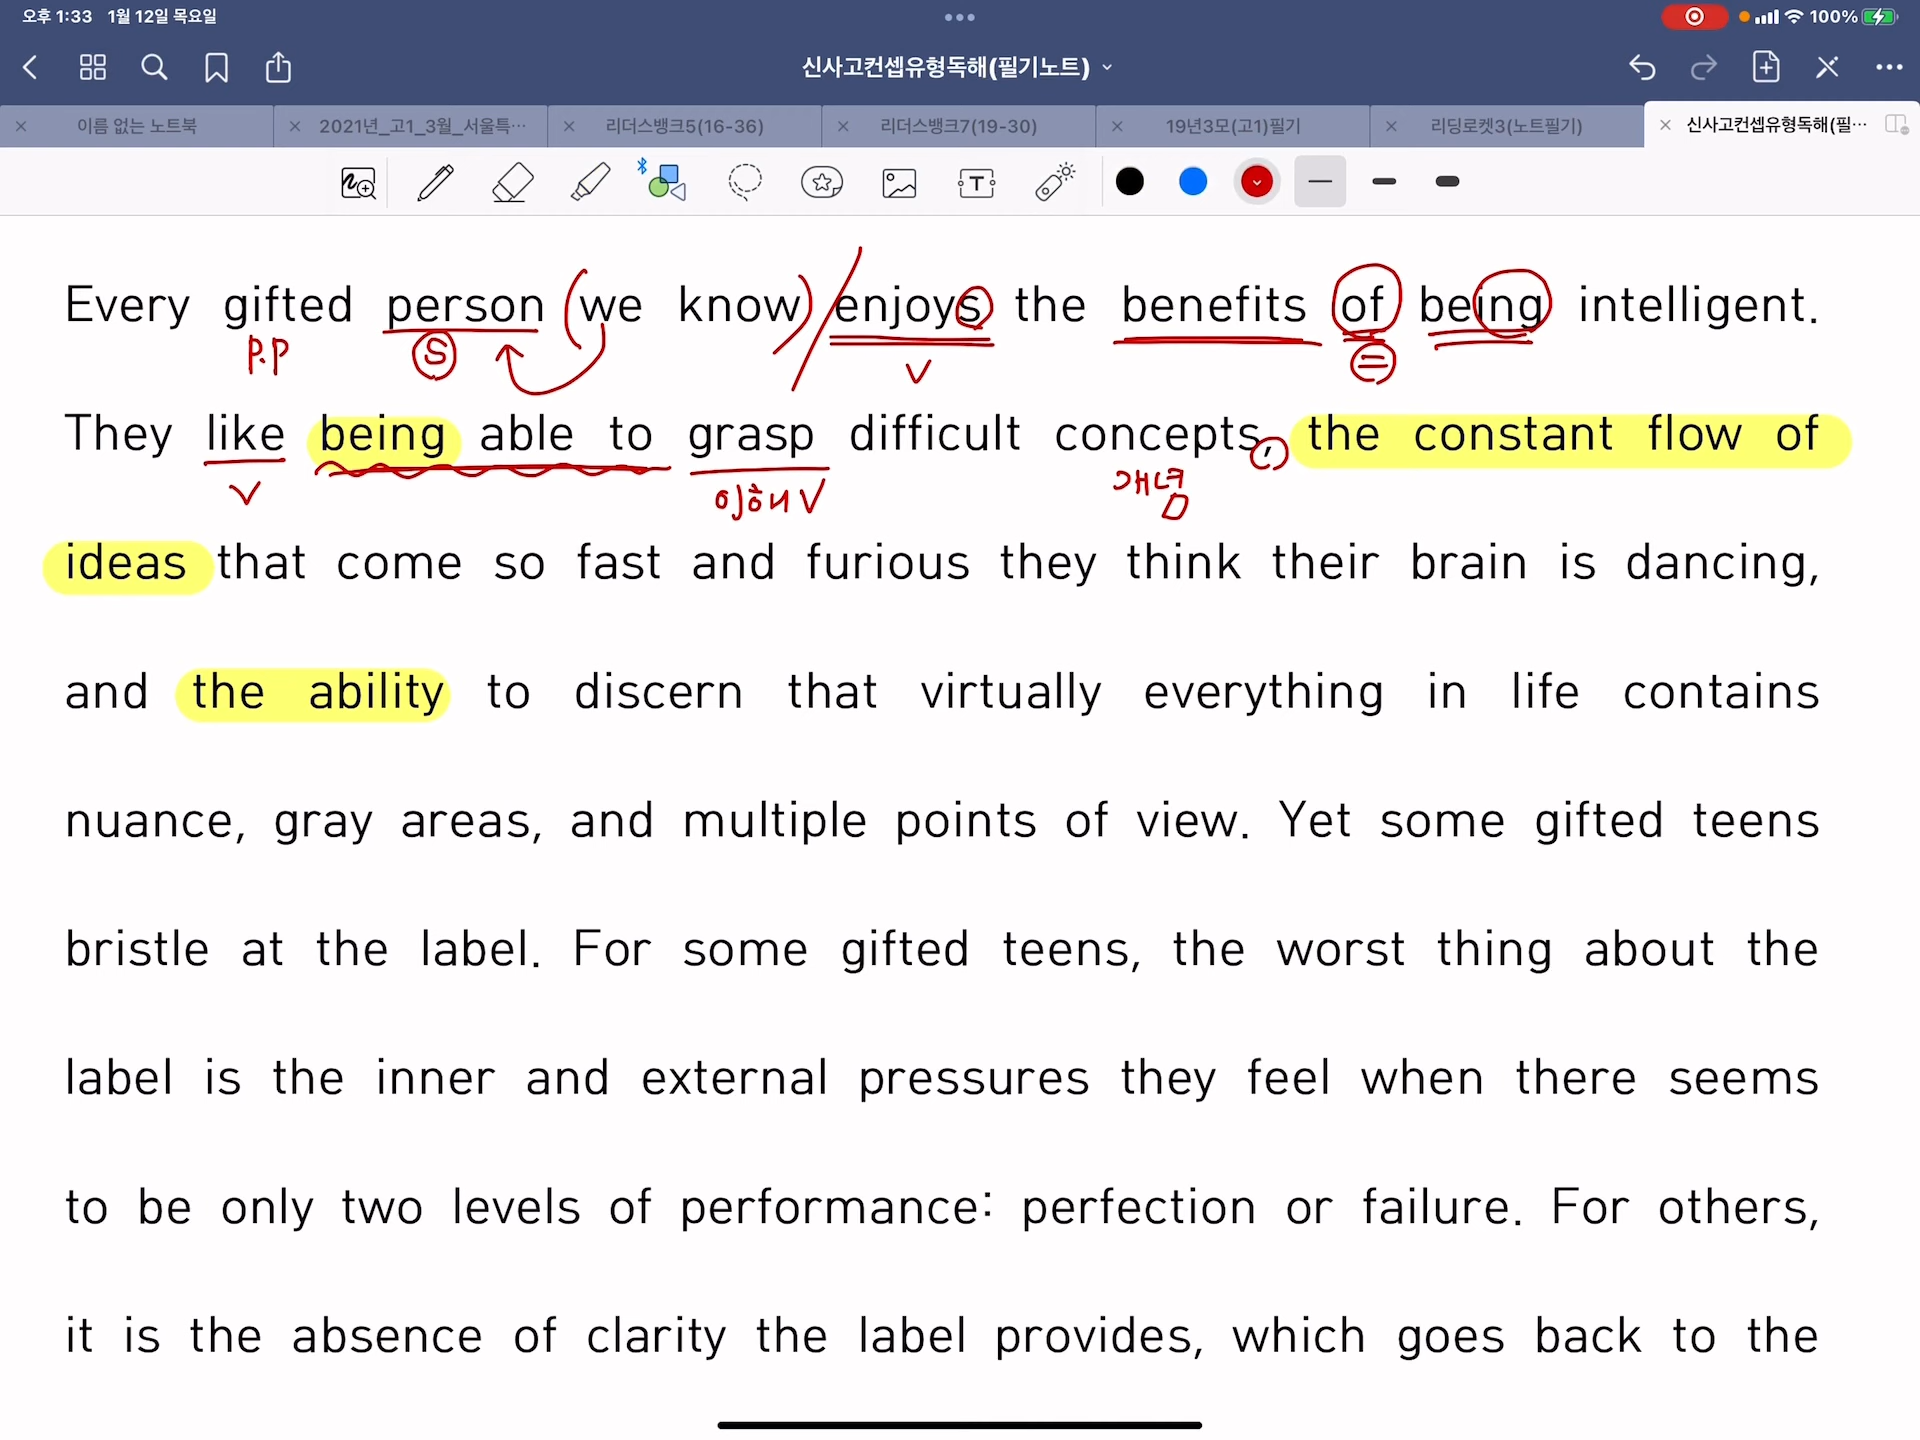 오후 1:33 1월 12일 목요일
100%
신사고컨셉유형독해(필기노트)
이름 없는 노트북
2021년_고1_3월_서울특…
리더스뱅크5(16-36)
리더스뱅크7(19-30)
19년3모(고1)필기
리딩로켓3(노트필기)
신사고컨셉유형독해(필…
Every gifted person (we know) / enjoys the benefits of being intelligent.
P.P S V =
They like being able to grasp difficult concepts, the constant flow of
V 이해V 개념
ideas that come so fast and furious they think their brain is dancing,
and the ability to discern that virtually everything in life contains
nuance, gray areas, and multiple points of view. Yet some gifted teens
bristle at the label. For some gifted teens, the worst thing about the
label is the inner and external pressures they feel when there seems
to be only two levels of performance: perfection or failure. For others,
it is the absence of clarity the label provides, which goes back to the